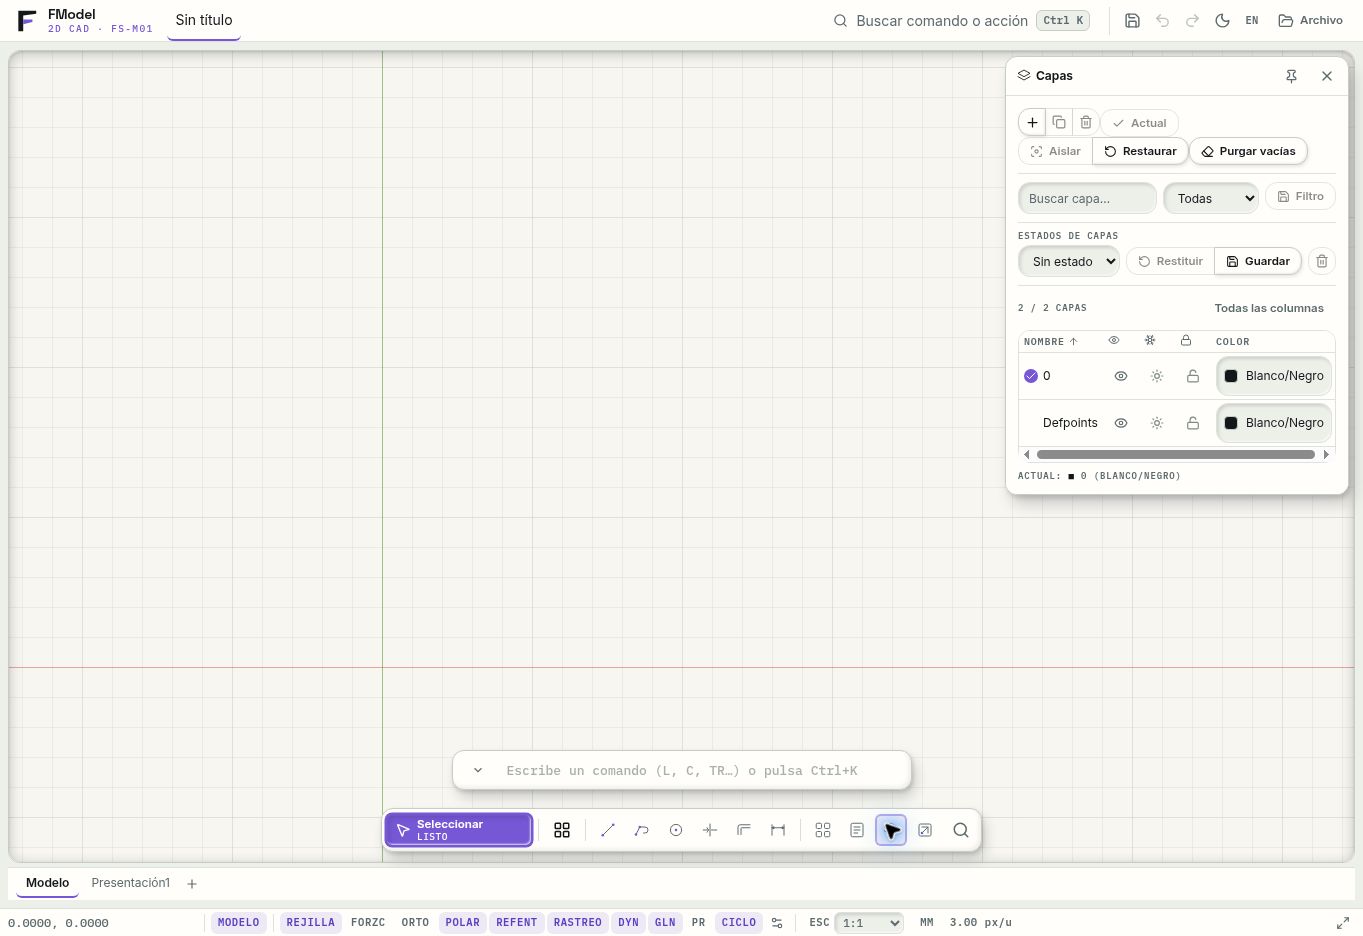 FModel
2D CAD · FS-M01
Sin título
Buscar comando o acción
Ctrl K
EN
Archivo
Capas
Actual
Aislar
Restaurar
Purgar vacías
Buscar capa...
Todas
Filtro
ESTADOS DE CAPAS
Sin estado
Restituir
Guardar
2 / 2 CAPAS
Todas las columnas
NOMBRE
COLOR
0
Blanco/Negro
Defpoints
Blanco/Negro
ACTUAL: ■ 0 (BLANCO/NEGRO)
Escribe un comando (L, C, TR…) o pulsa Ctrl+K
Seleccionar
LISTO
Modelo
Presentación1
0.0000, 0.0000
MODELO
REJILLA
FORZC
ORTO
POLAR
REFENT
RASTREO
DYN
GLN
PR
CICLO
ESC
1:1
MM
3.00 px/u